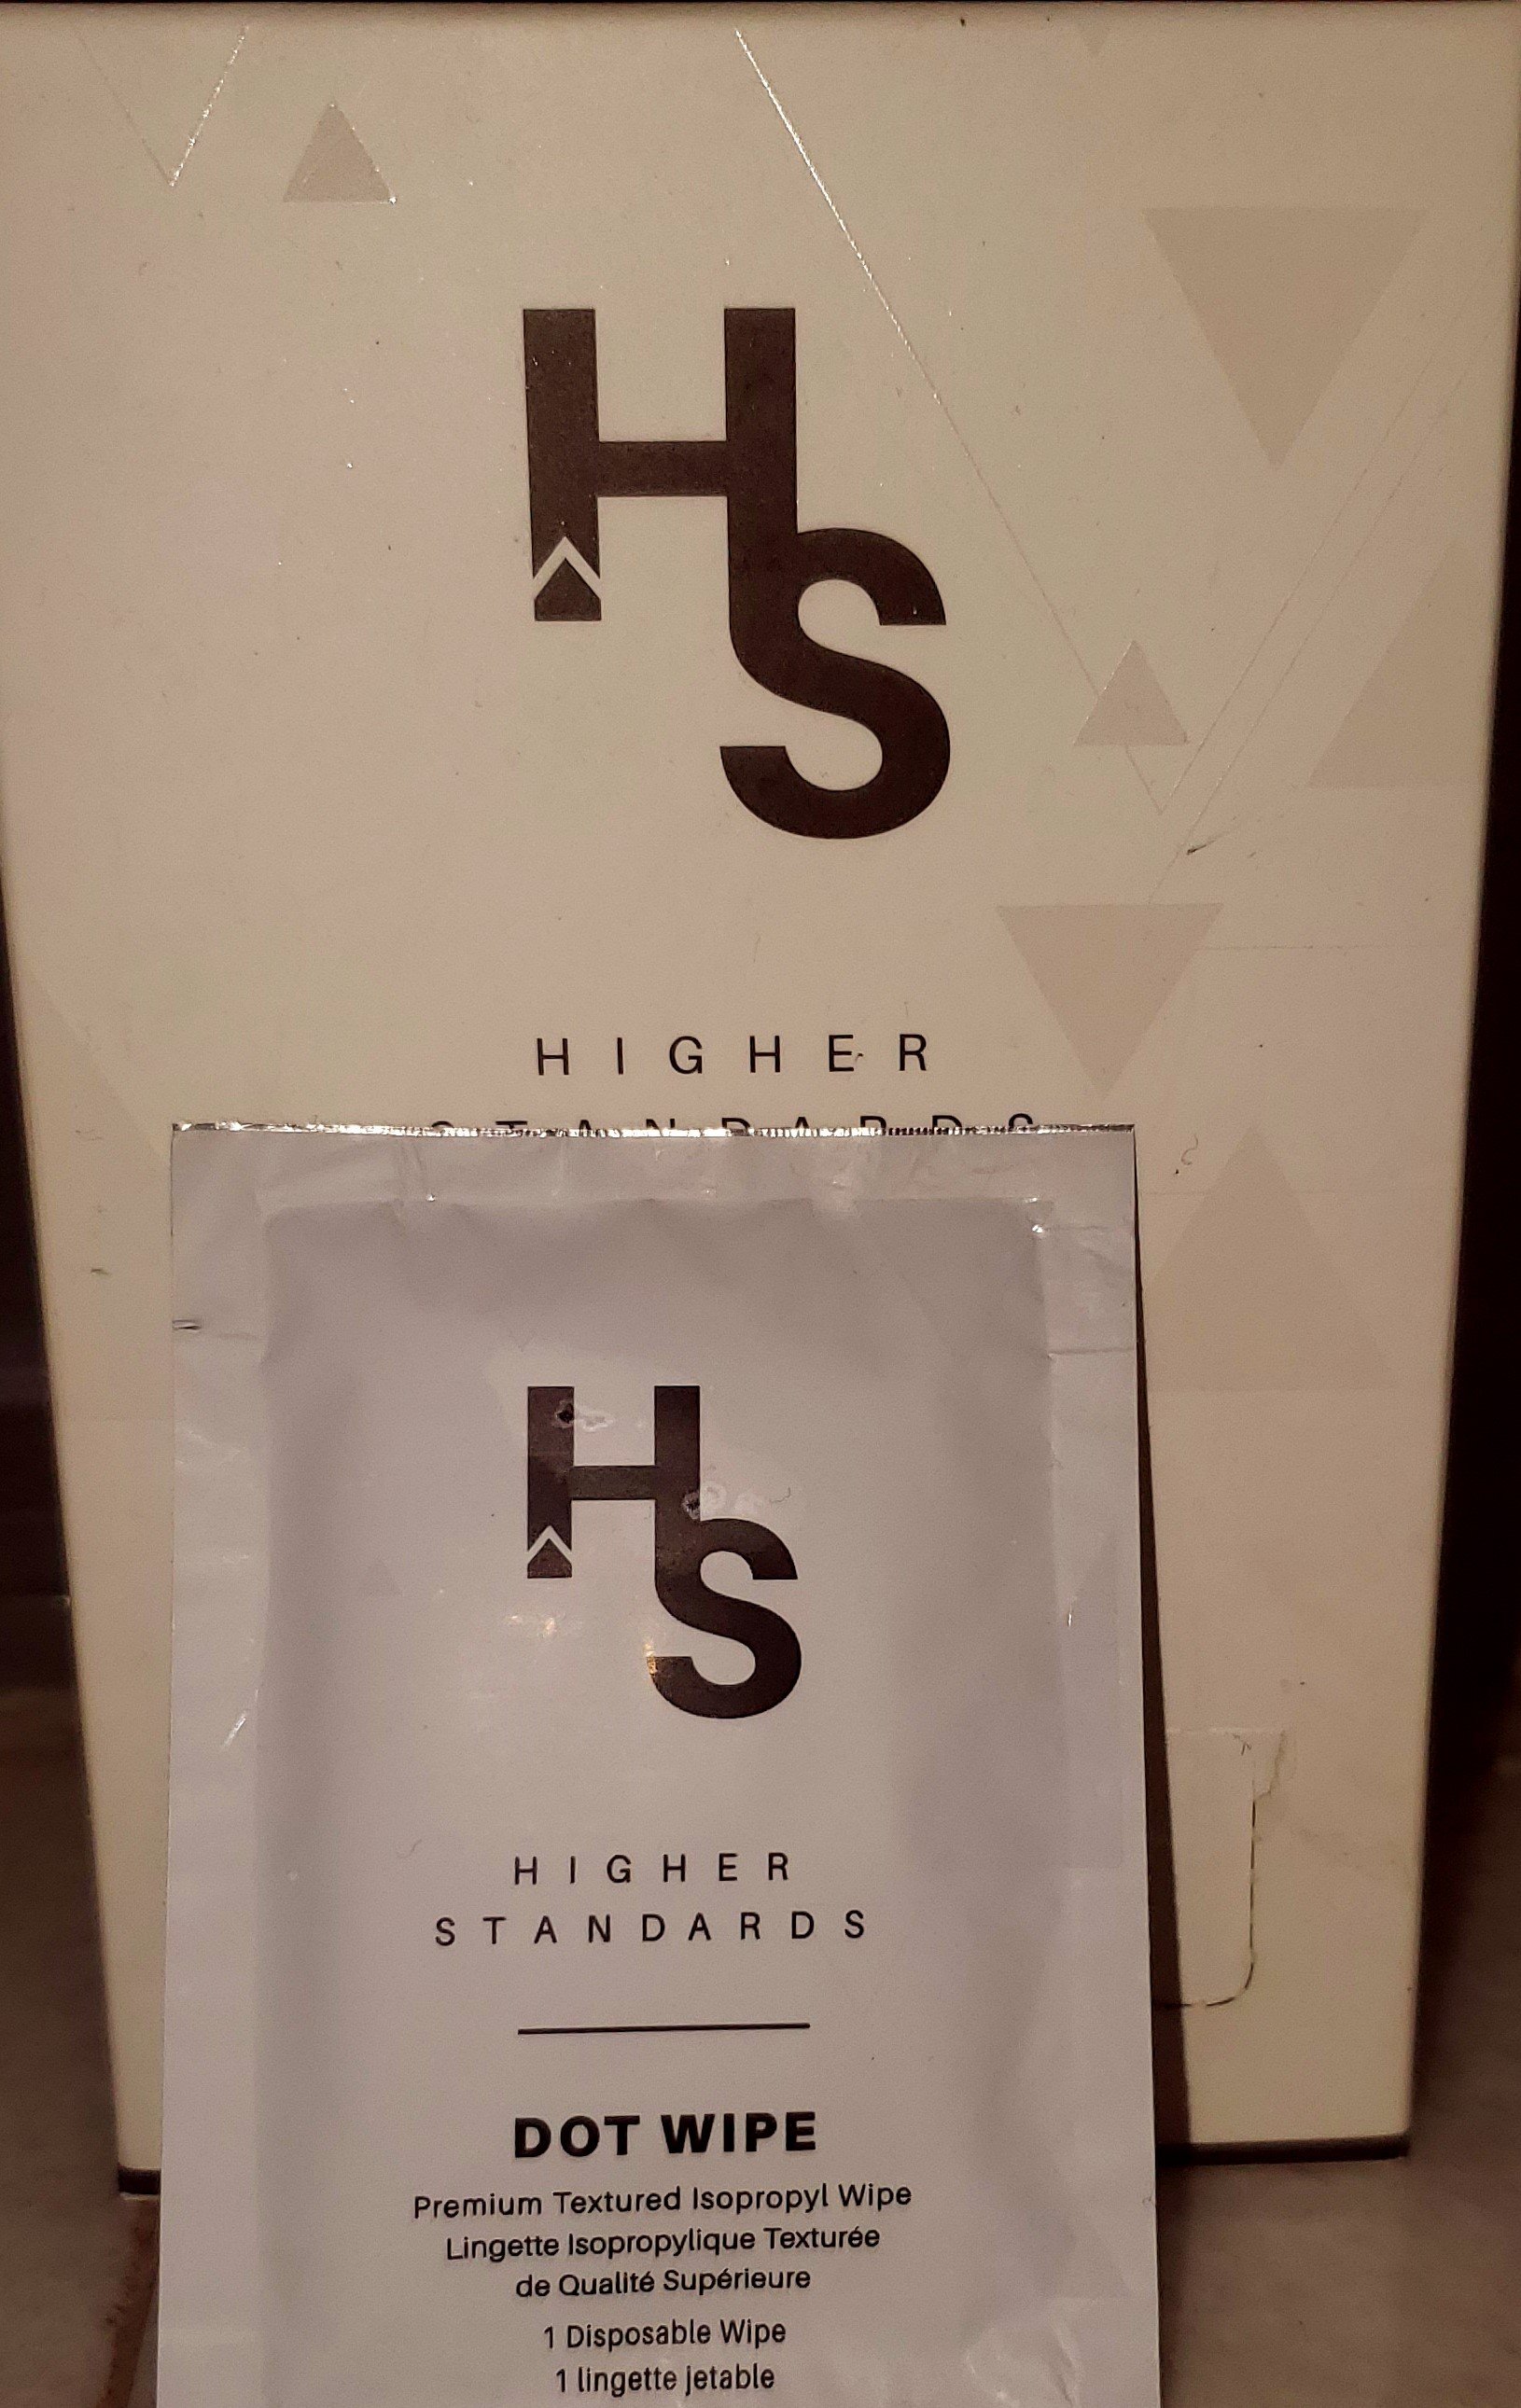 HS
HIGHER
STANDARDS
HS
HIGHER
STANDARDS
DOT WIPE
Premium Textured Isopropyl Wipe
Lingette Isopropylique Texturée
de Qualité Supérieure
1 Disposable Wipe
1 lingette jetable